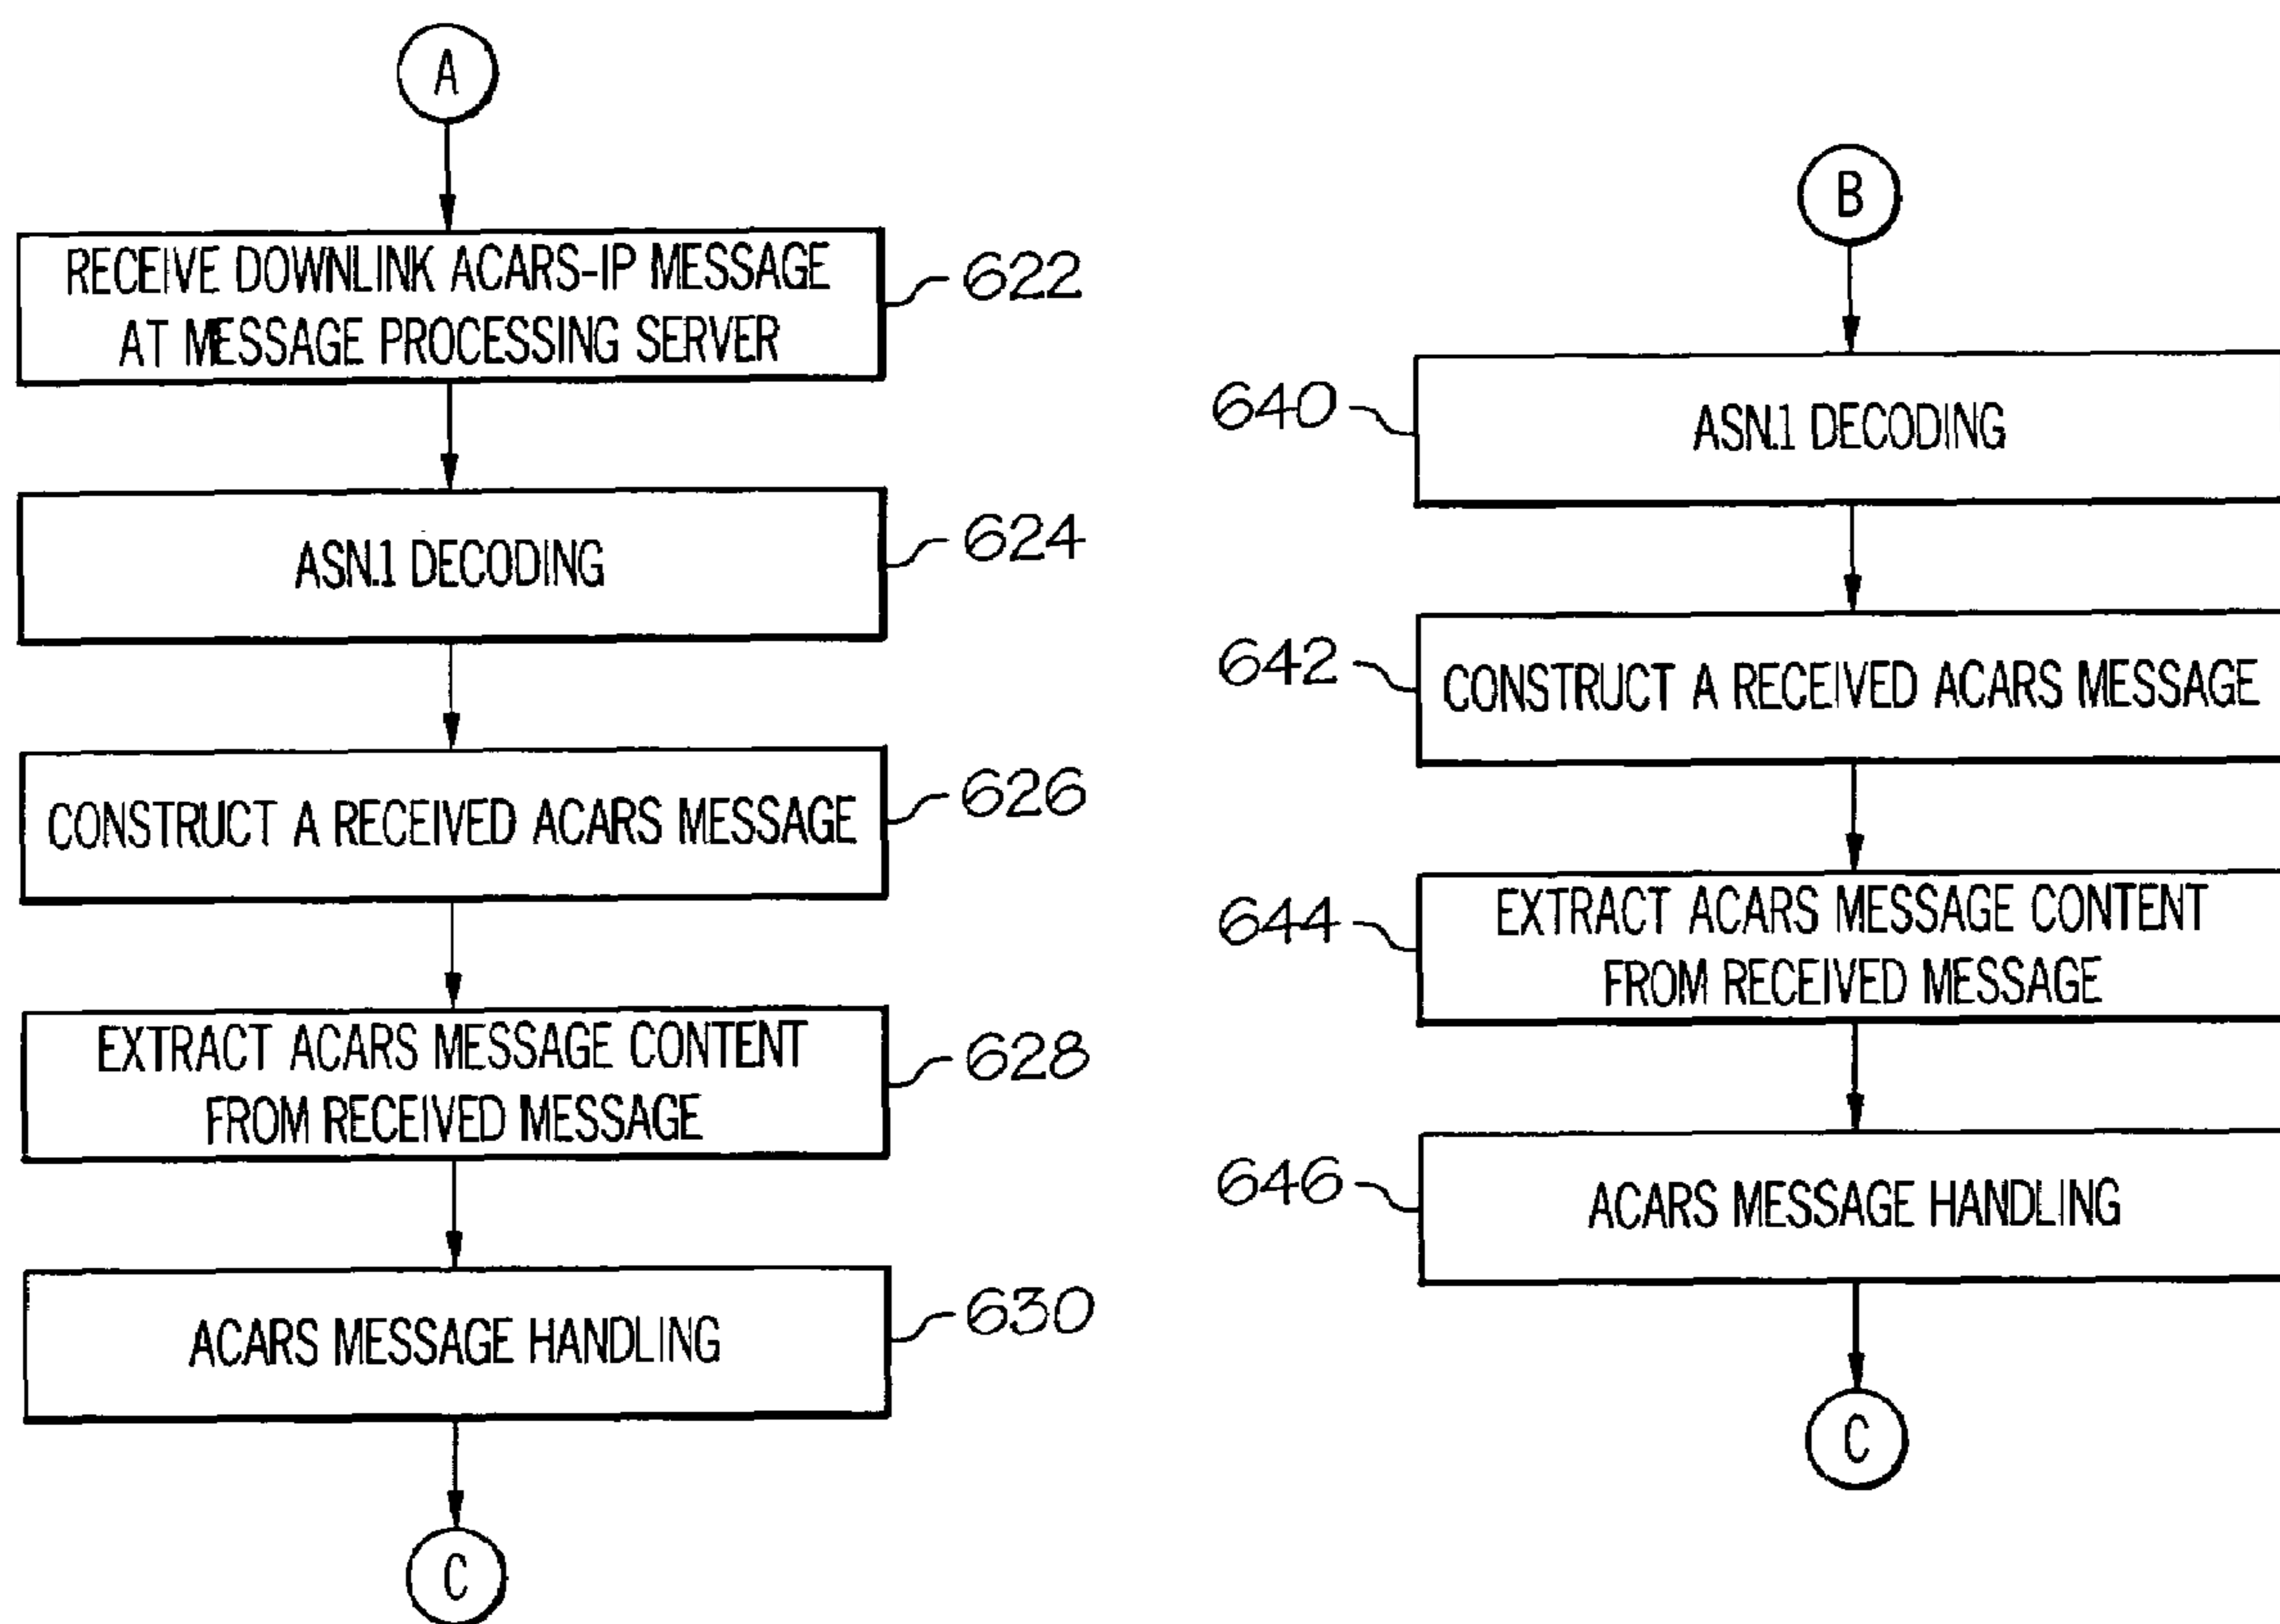 A
RECEIVE DOWNLINK ACARS-IP MESSAGE
AT MESSAGE PROCESSING SERVER
622
ASN.1 DECODING
624
CONSTRUCT A RECEIVED ACARS MESSAGE
626
EXTRACT ACARS MESSAGE CONTENT
FROM RECEIVED MESSAGE
628
ACARS MESSAGE HANDLING
630
C
B
640
ASN.1 DECODING
642
CONSTRUCT A RECEIVED ACARS MESSAGE
644
EXTRACT ACARS MESSAGE CONTENT
FROM RECEIVED MESSAGE
646
ACARS MESSAGE HANDLING
C